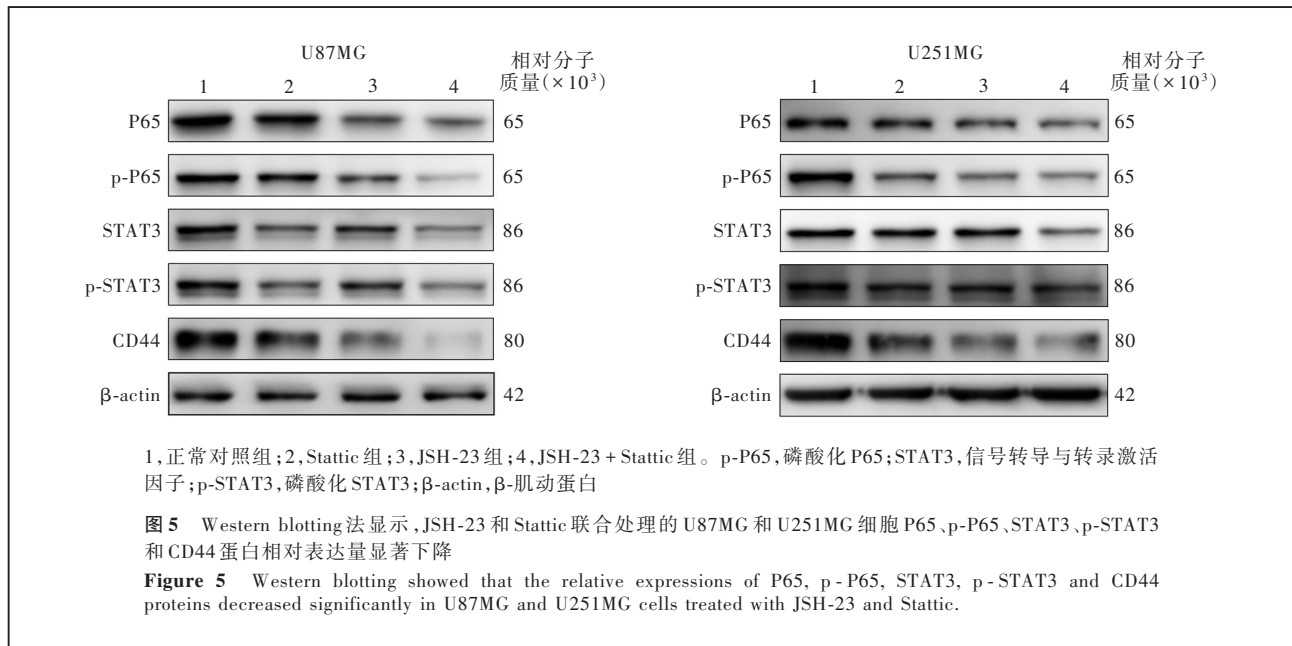 U87MG
相对分子
质量(×10³)
1 2 3 4
P65 65
p-P65 65
STAT3 86
p-STAT3 86
CD44 80
β-actin 42
U251MG
相对分子
质量(×10³)
1 2 3 4
P65 65
p-P65 65
STAT3 86
p-STAT3 86
CD44 80
β-actin 42
1,正常对照组;2,Stattic组;3,JSH-23组;4,JSH-23+Stattic组。p-P65,磷酸化P65;STAT3,信号转导与转录激活
因子;p-STAT3,磷酸化STAT3;β-actin,β-肌动蛋白
图5 Western blotting法显示,JSH-23和Stattic联合处理的U87MG和U251MG细胞P65、p-P65、STAT3、p-STAT3
和CD44蛋白相对表达量显著下降
Figure 5 Western blotting showed that the relative expressions of P65, p-P65, STAT3, p-STAT3 and CD44
proteins decreased significantly in U87MG and U251MG cells treated with JSH-23 and Stattic.